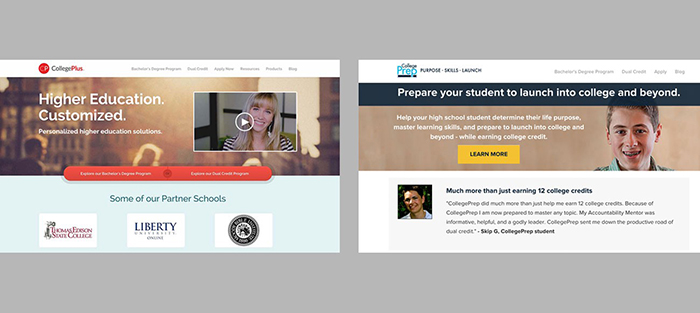 CP CollegePlus
Bachelor's Degree Program Dual Credit Apply Here Resources Products Blog
Higher Education.
Customized.
Personalized higher education solutions.
Explore our Bachelor's Degree Program Explore our Dual Credit Program
Some of our Partner Schools
THOMAS EDISON
STATE COLLEGE
LIBERTY
ONLINE
College
Prep PURPOSE · SKILLS · LAUNCH
Bachelor's Degree Program Dual Credit Apply Blog
Prepare your student to launch into college and beyond.
Help your high school student determine their life purpose,
master learning skills, and prepare to launch into college and
beyond - while earning college credit.
LEARN MORE
Much more than just earning 12 college credits
"CollegePrep did much more than just help me earn 12 college credits. Because of
CollegePrep I am now prepared to master any topic. My Accountability Mentor was
informative, helpful, and a godly leader. CollegePrep sent me down the productive road of
dual credit." - Skip G, CollegePrep student